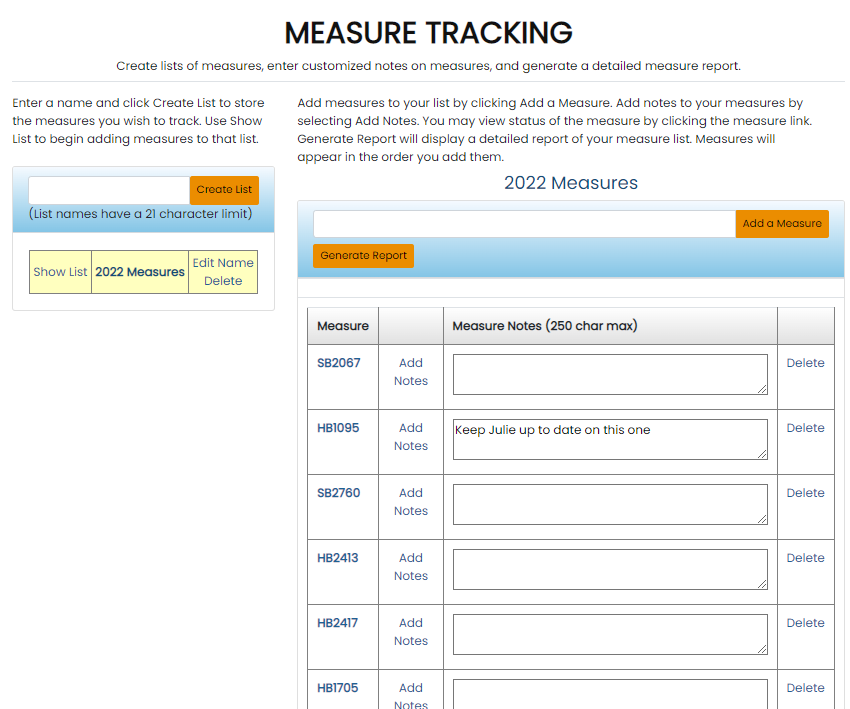 MEASURE TRACKING
Create lists of measures, enter customized notes on measures, and generate a detailed measure report.
Enter a name and click Create List to store
the measures you wish to track. Use Show
List to begin adding measures to that list.
Create List
(List names have a 21 character limit)
Show List
2022 Measures
Edit Name
Delete
Add measures to your list by clicking Add a Measure. Add notes to your measures by
selecting Add Notes. You may view status of the measure by clicking the measure link.
Generate Report will display a detailed report of your measure list. Measures will
appear in the order you add them.
2022 Measures
Add a Measure
Generate Report
Measure Measure Notes (250 char max)
SB2067 Add Delete
Notes
HB1095 Add Keep Julie up to date on this one Delete
Notes
SB2760 Add Delete
Notes
HB2413 Add Delete
Notes
HB2417 Add Delete
Notes
HB1705 Add Delete
Notes